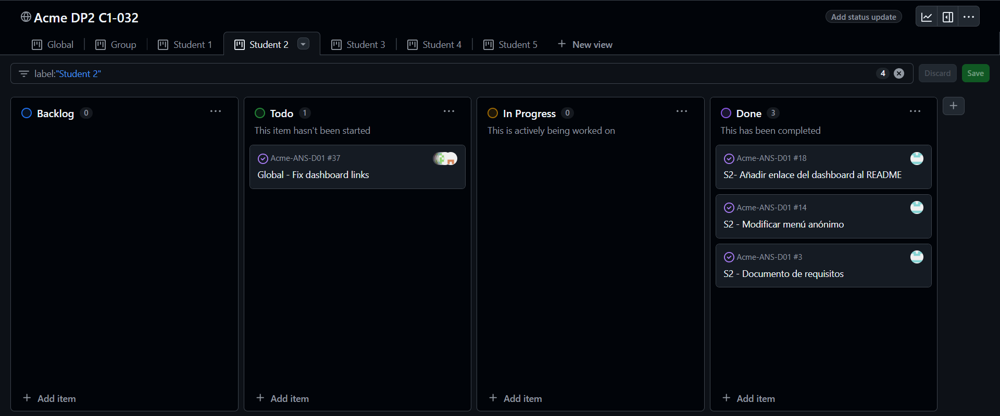 Acme DP2 C1-032
Add status update
Global
Group
Student 1
Student 2
Student 3
Student 4
Student 5
New view
label:"Student 2"
4
Discard
Save
Backlog 0
Todo 1
This item hasn't been started
Acme-ANS-D01 #37
Global - Fix dashboard links
In Progress 0
This is actively being worked on
Done 3
This has been completed
Acme-ANS-D01 #18
S2- Añadir enlace del dashboard al README
Acme-ANS-D01 #14
S2 - Modificar menú anónimo
Acme-ANS-D01 #3
S2 - Documento de requisitos
Add item
Add item
Add item
Add item